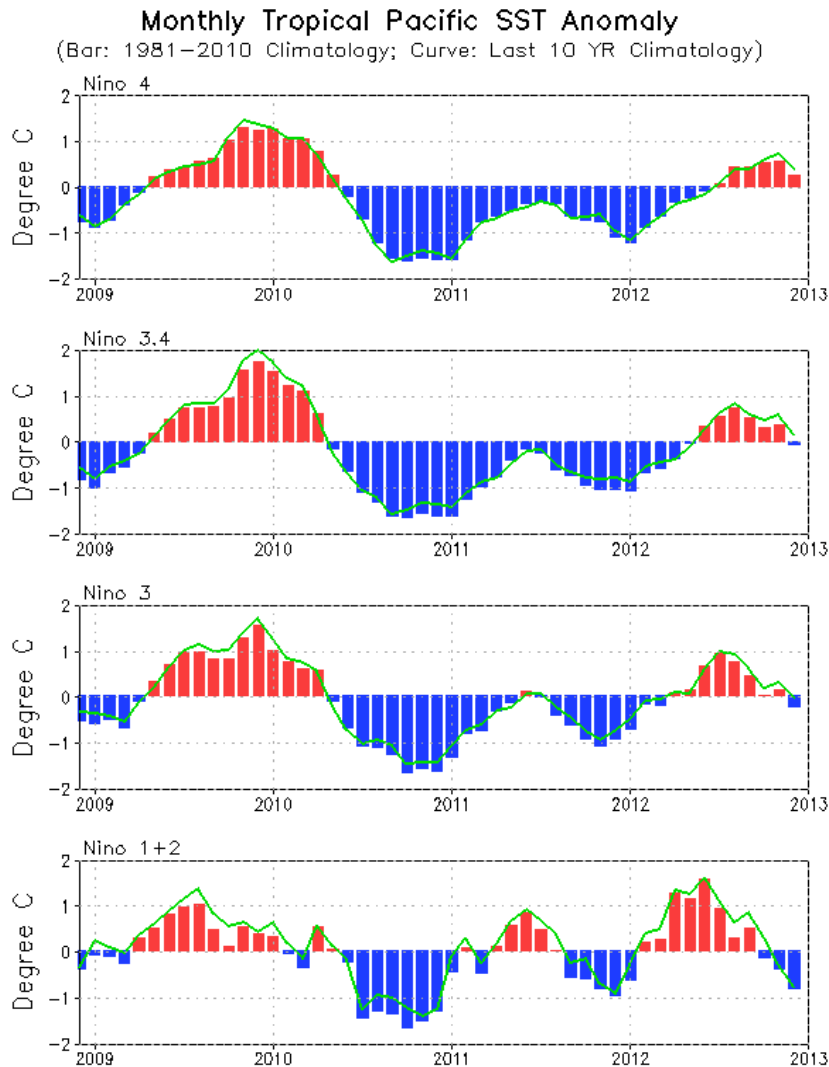 Monthly Tropical Pacific SST Anomaly
(Bar: 1981-2010 Climatology; Curve: Last 10 YR Climatology)
Nino 4
Degree C
2
1
0
-1
-2
2009 2010 2011 2012 2013
Nino 3.4
Degree C
2
1
0
-1
-2
2009 2010 2011 2012 2013
Nino 3
Degree C
2
1
0
-1
-2
2009 2010 2011 2012 2013
Nino 1+2
Degree C
2
1
0
-1
-2
2009 2010 2011 2012 2013